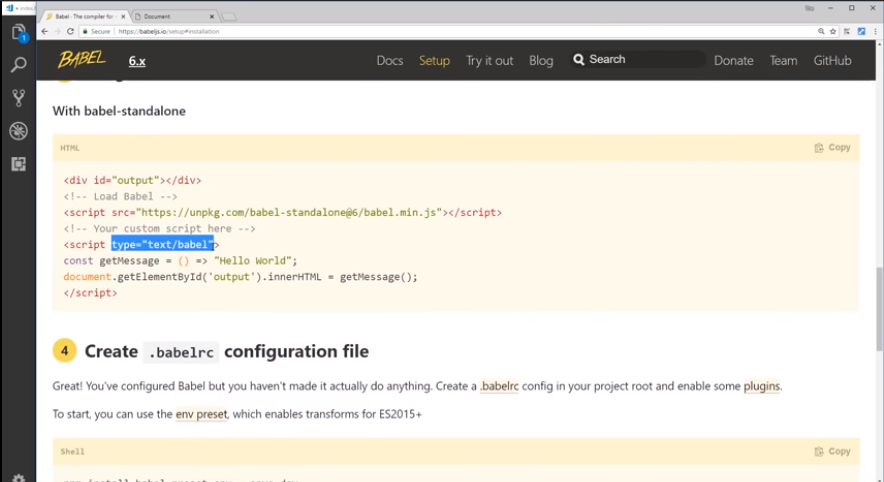 Babel - The compiler for
Document
Secure | https://babeljs.io/setup#installation
BABEL 6.x Docs Setup Try it out Blog Search Donate Team GitHub
With babel-standalone
HTML Copy
<div id="output"></div>
<!-- Load Babel -->
<script src="https://unpkg.com/babel-standalone@6/babel.min.js"></script>
<!-- Your custom script here -->
<script type="text/babel">
const getMessage = () => "Hello World";
document.getElementById('output').innerHTML = getMessage();
</script>
4 Create .babelrc configuration file
Great! You've configured Babel but you haven't made it actually do anything. Create a .babelrc config in your project root and enable some plugins.
To start, you can use the env preset, which enables transforms for ES2015+
Shell Copy